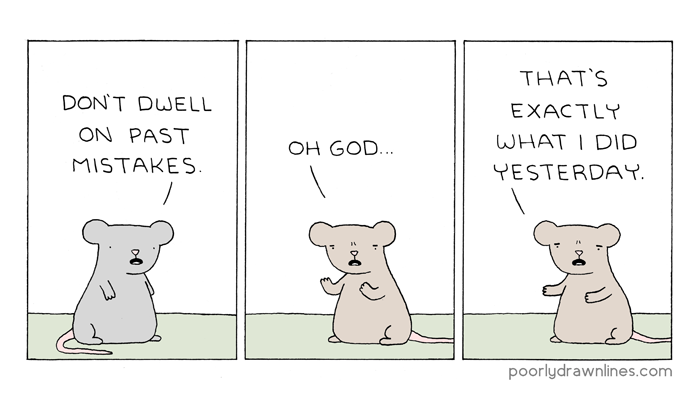 DON'T DWELL
ON PAST
MISTAKES.
OH GOD...
THAT'S
EXACTLY
WHAT I DID
YESTERDAY.
poorlydrawnlines.com